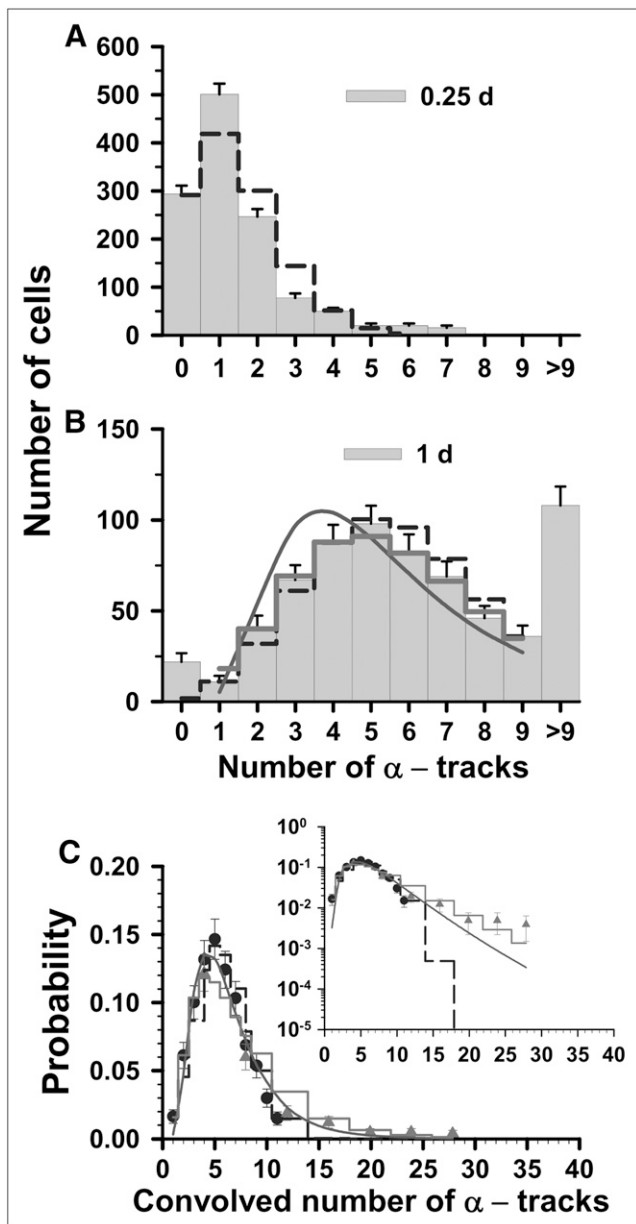 A
600
500
400
300
200
100
0
0.25 d
0 1 2 3 4 5 6 7 8 9 >9
Number of cells
B
150
100
50
0
1 d
0 1 2 3 4 5 6 7 8 9 >9
Number of α – tracks
C
0.20
0.15
0.10
0.05
0.00
Probability
10⁰
10⁻¹
10⁻²
10⁻³
10⁻⁴
10⁻⁵
0 10 20 30 40
0 5 10 15 20 25 30 35 40
Convolved number of α – tracks